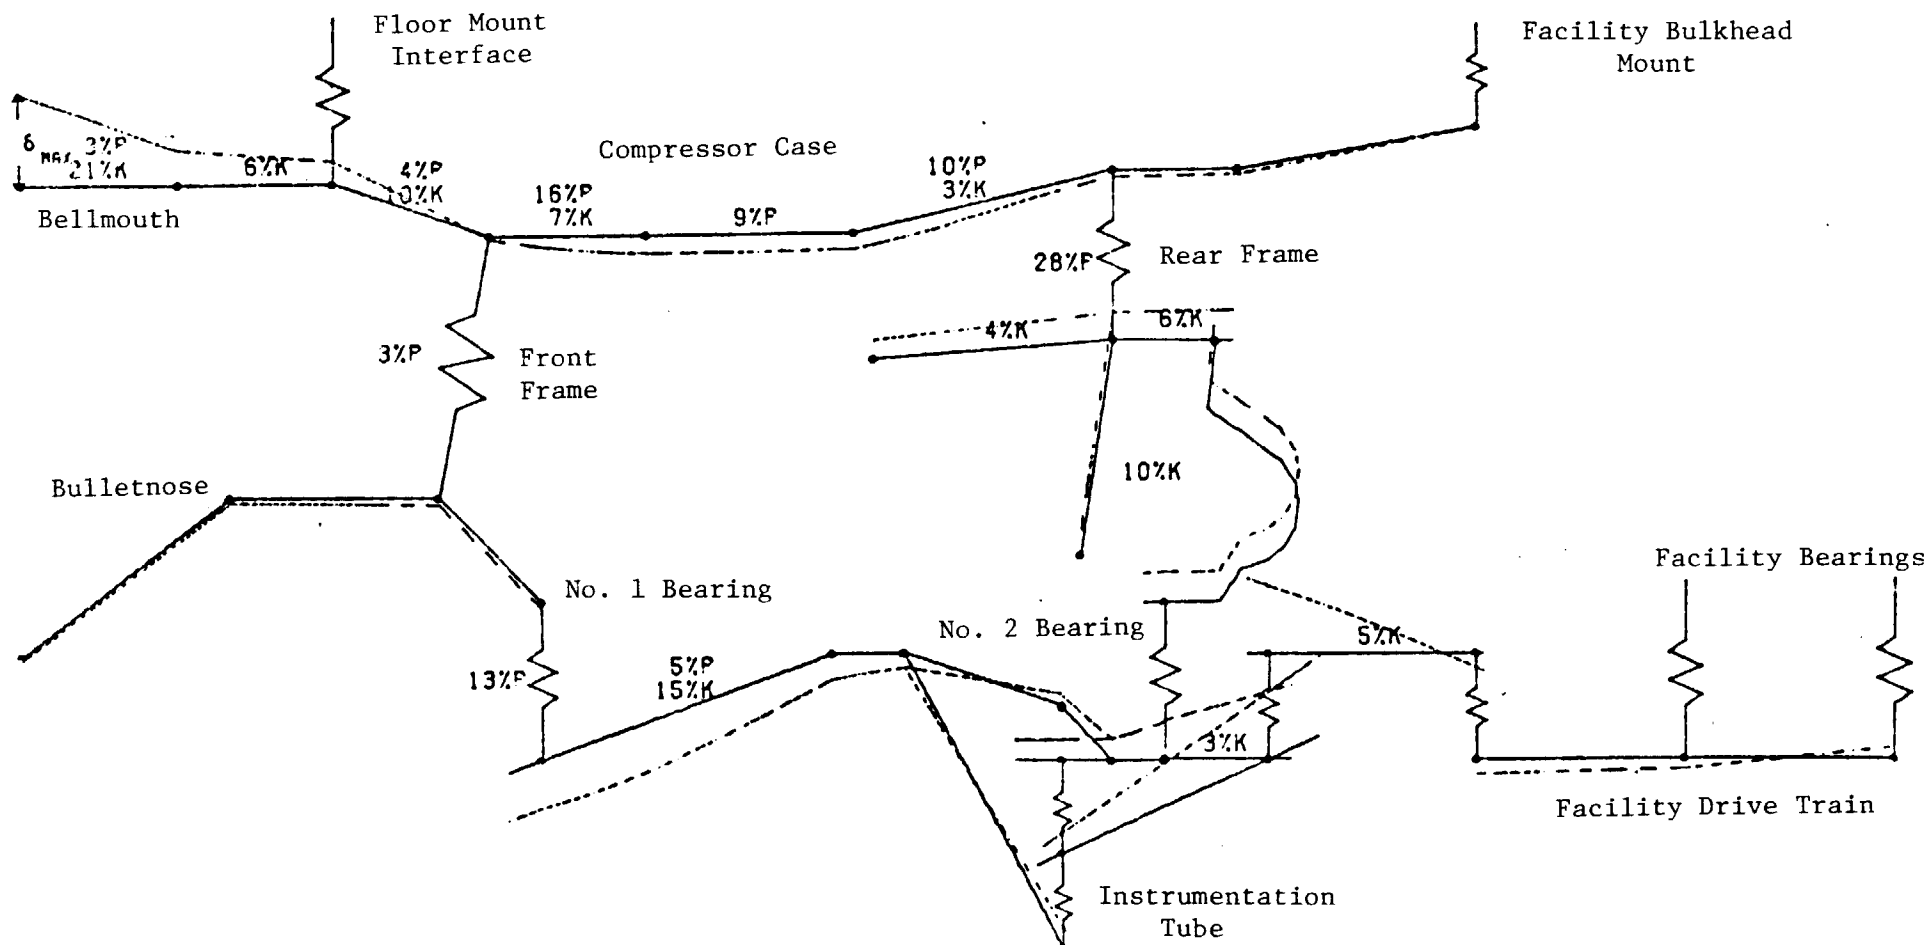 Floor Mount
Interface
Facility Bulkhead
Mount
δ MAX 3%P
21%K
6%K
4%P
10%K
Compressor Case
16%P
7%K
9%P
10%P
3%K
Bellmouth
28%P
Rear Frame
4%K
6%K
3%P
Front
Frame
10%K
Bulletnose
No. 1 Bearing
No. 2 Bearing
Facility Bearings
13%P
5%P
15%K
5%K
3%K
Facility Drive Train
Instrumentation
Tube